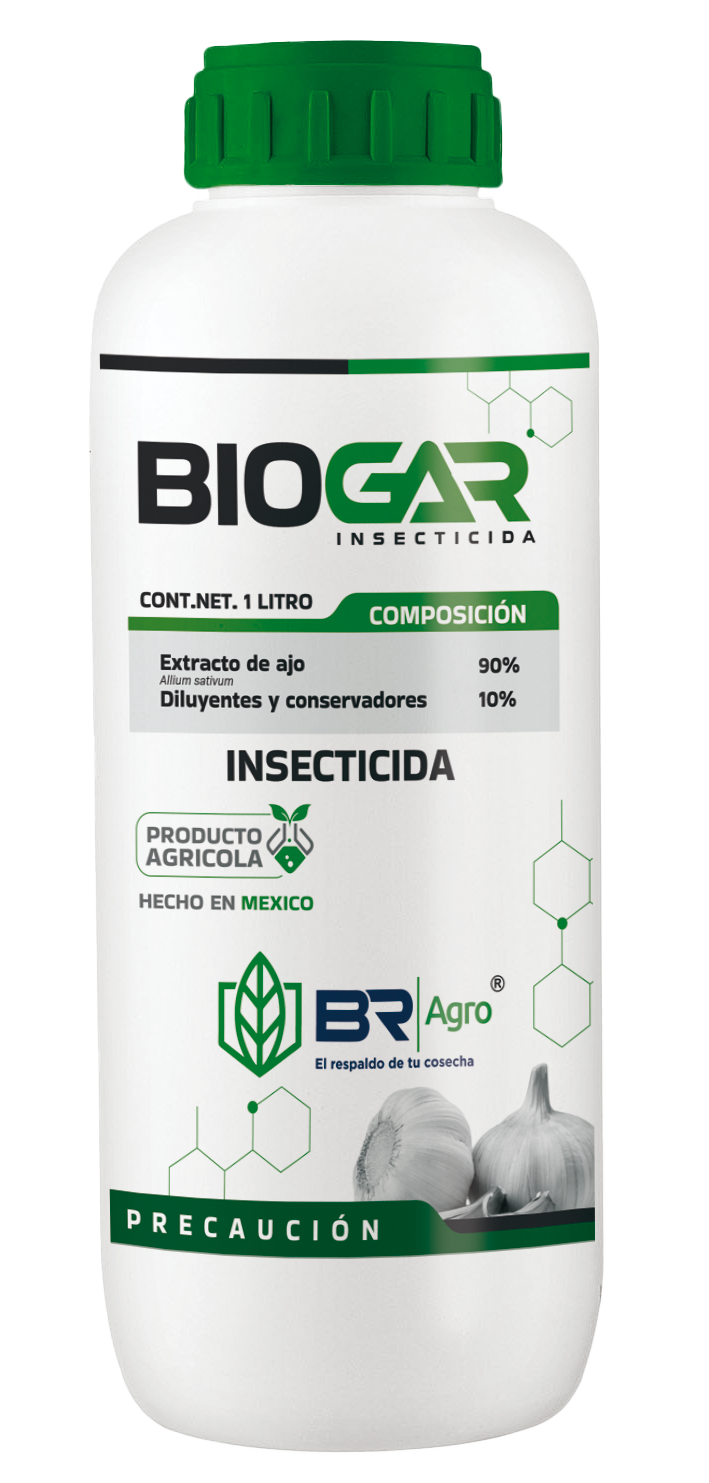 BIOGAR
INSECTICIDA
CONT.NET. 1 LITRO
COMPOSICIÓN
Extracto de ajo 90%
Allium sativum
Diluyentes y conservadores 10%
INSECTICIDA
PRODUCTO
AGRICOLA
HECHO EN MEXICO
BR Agro®
El respaldo de tu cosecha
PRECAUCIÓN